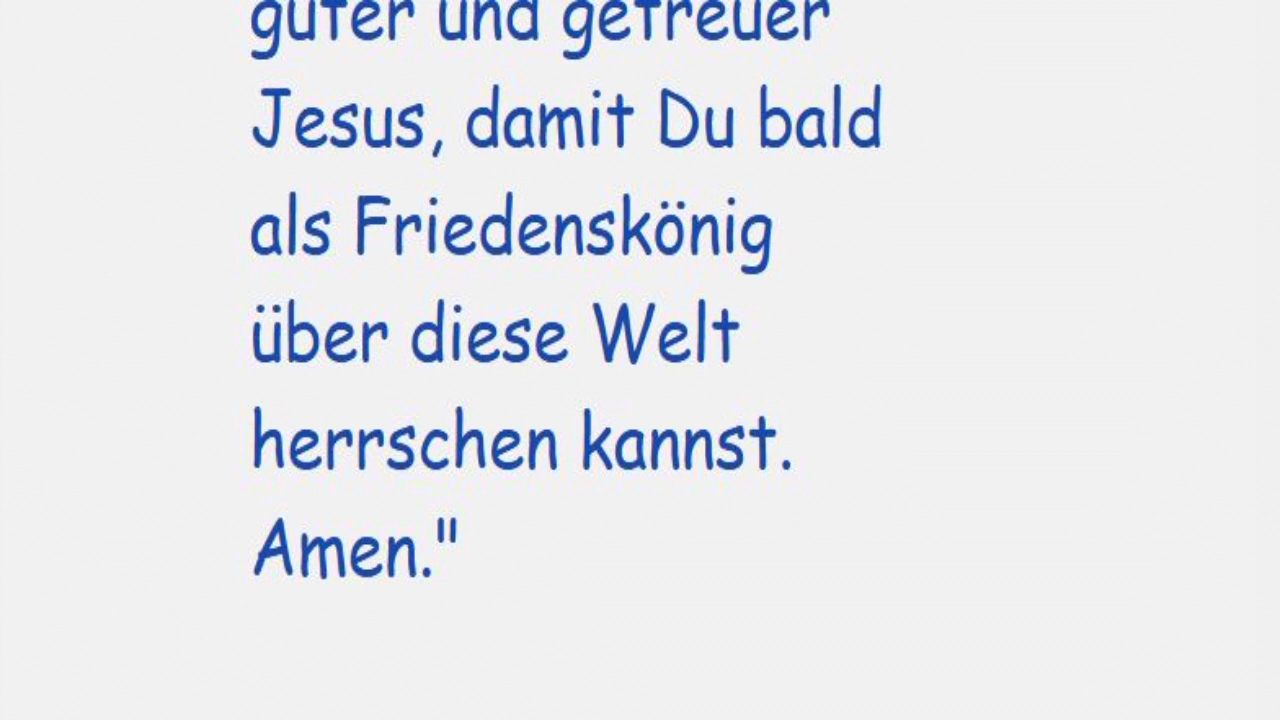 guter und getreuer
Jesus, damit Du bald
als Friedenskönig
über diese Welt
herrschen kannst.
Amen."